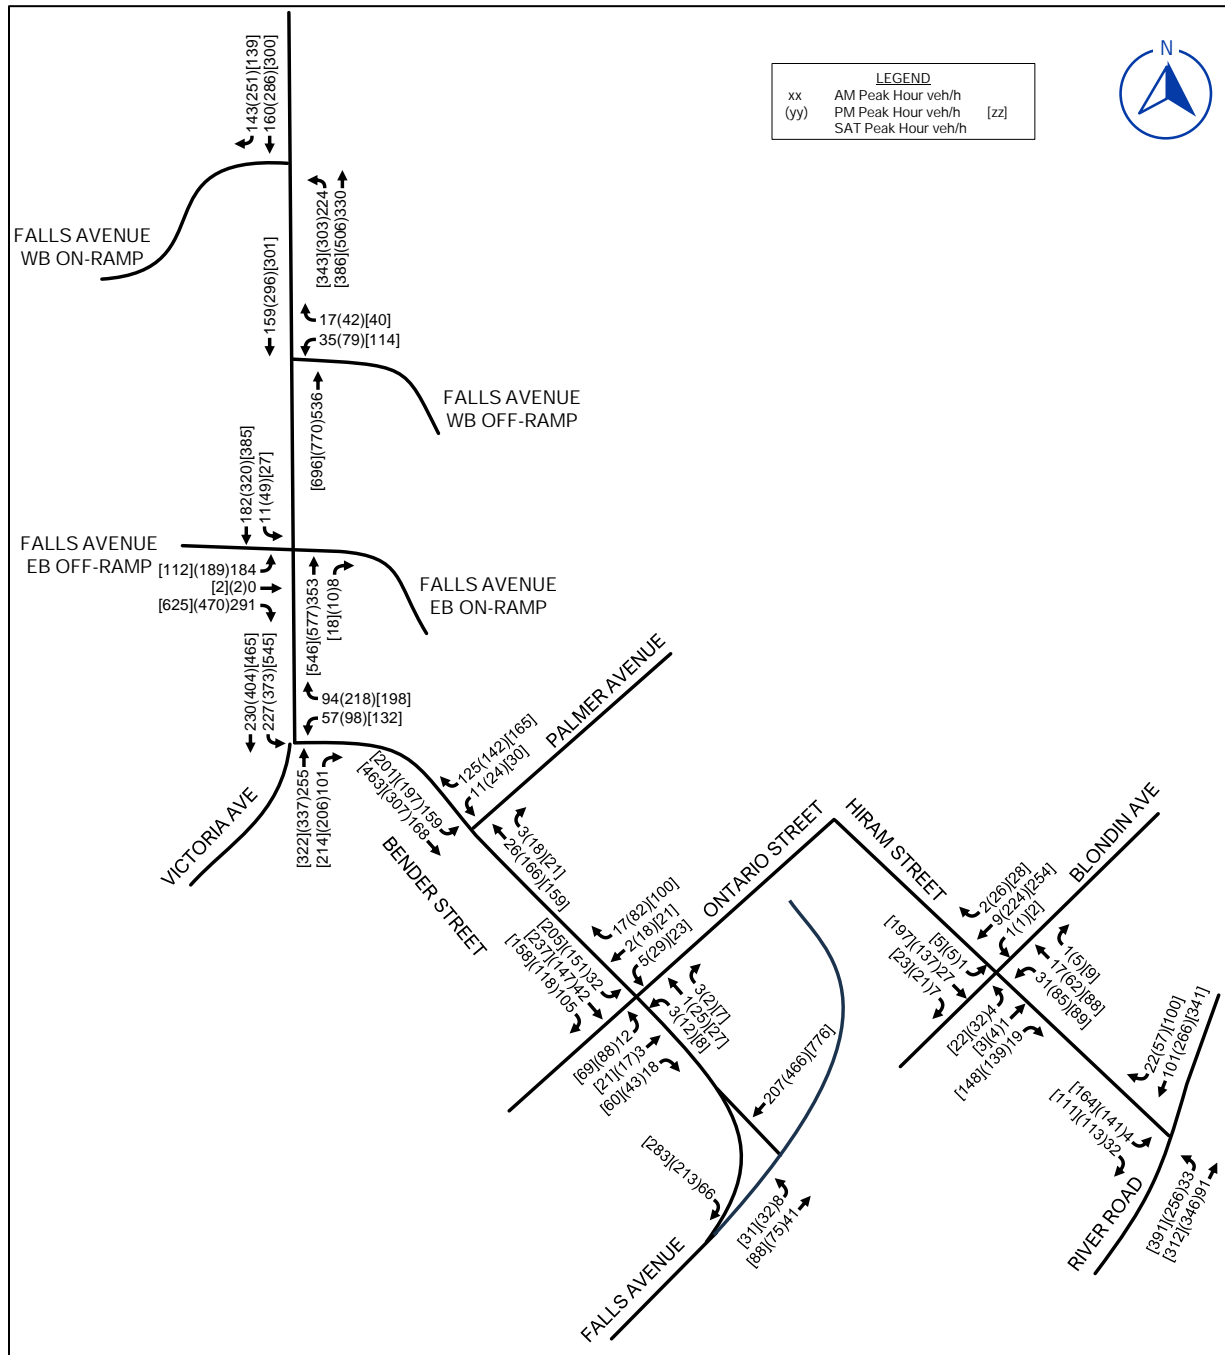 N
LEGEND
xx AM Peak Hour veh/h
(yy) PM Peak Hour veh/h [zz]
SAT Peak Hour veh/h
143(251)[139]
160(286)[300]
FALLS AVENUE
WB ON-RAMP
[343](303)224
[386](506)330
159(296)[301]
17(42)[40]
35(79)[114]
FALLS AVENUE
WB OFF-RAMP
[696](770)536
182(320)[385]
11(49)[27]
FALLS AVENUE
EB OFF-RAMP
[112](189)184
[2](2)0
[625](470)291
[546](577)353
[18](10)8
FALLS AVENUE
EB ON-RAMP
230(404)[465]
227(373)[545]
94(218)[198]
57(98)[132]
VICTORIA AVE
[322](337)255
[214](206)101
PALMER AVENUE
125(142)[165]
11(24)[30]
[201](197)159
[463](307)168
BENDER STREET
3(18)[21]
26(166)[159]
ONTARIO STREET
17(82)[100]
2(18)[21]
5(29)[23]
[205](151)32
[237](147)42
[158](118)105
3(2)[7]
1(25)[27]
3(12)[8]
[69](88)12
[21](17)3
[60](43)18
207(466)[776]
[283](213)66
[31](32)8
[88](75)41
FALLS AVENUE
HIRAM STREET
BLONDIN AVE
2(26)[28]
9(224)[254]
1(1)[2]
[5](5)1
[197](137)27
[23](21)7
1(5)[9]
17(62)[88]
31(85)[89]
[22](32)4
[3](4)1
[148](139)19
22(57)[100]
101(266)[341]
[164](141)4
[111](113)32
RIVER ROAD
[391](256)33
[312](346)91